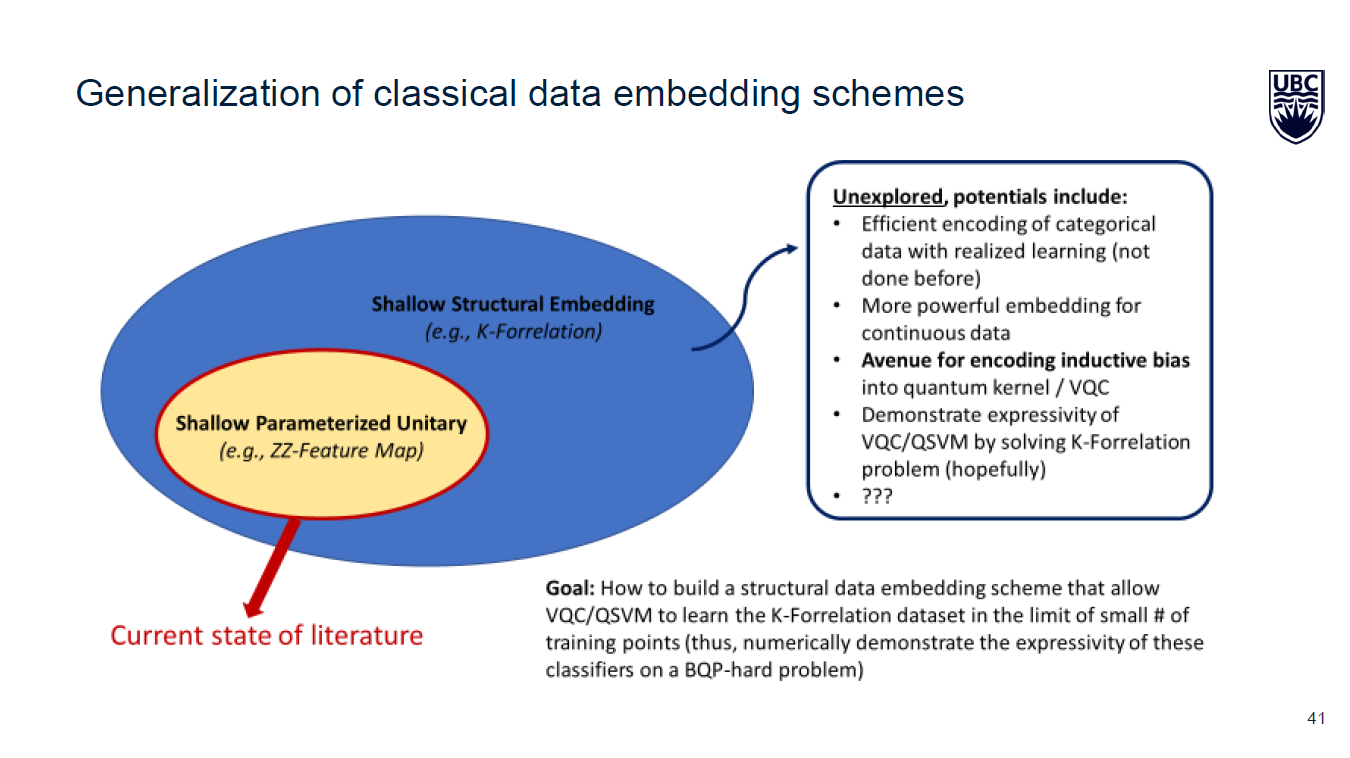 Generalization of classical data embedding schemes
UBC
Shallow Structural Embedding
(e.g., K-Forrelation)
Shallow Parameterized Unitary
(e.g., ZZ-Feature Map)
Current state of literature
Unexplored, potentials include:
• Efficient encoding of categorical
data with realized learning (not
done before)
• More powerful embedding for
continuous data
• Avenue for encoding inductive bias
into quantum kernel / VQC
• Demonstrate expressivity of
VQC/QSVM by solving K-Forrelation
problem (hopefully)
• ???
Goal: How to build a structural data embedding scheme that allow
VQC/QSVM to learn the K-Forrelation dataset in the limit of small # of
training points (thus, numerically demonstrate the expressivity of these
classifiers on a BQP-hard problem)
41